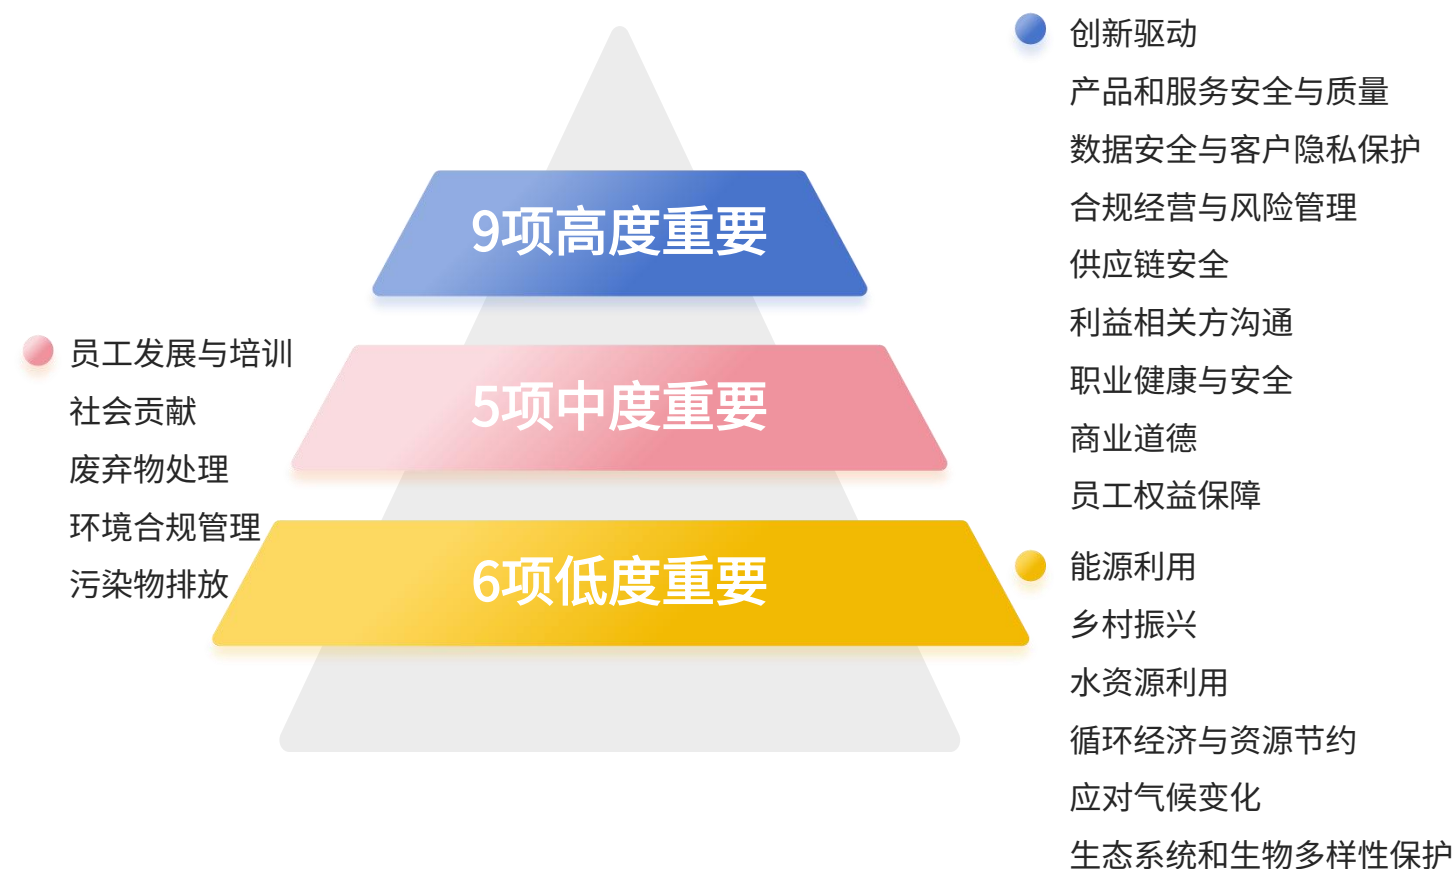 创新驱动
产品和服务安全与质量
数据安全与客户隐私保护
合规经营与风险管理
供应链安全
利益相关方沟通
职业健康与安全
商业道德
员工权益保障
9项高度重要
5项中度重要
6项低度重要
员工发展与培训
社会贡献
废弃物处理
环境合规管理
污染物排放
能源利用
乡村振兴
水资源利用
循环经济与资源节约
应对气候变化
生态系统和生物多样性保护